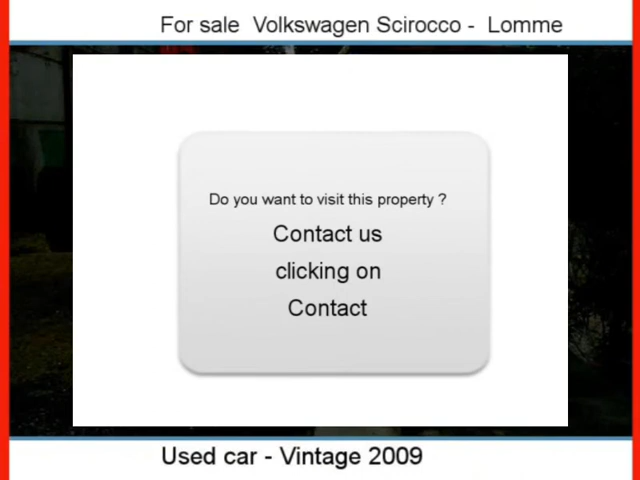 For sale Volkswagen Scirocco - Lomme
Do you want to visit this property ?
Contact us
clicking on
Contact
Used car - Vintage 2009